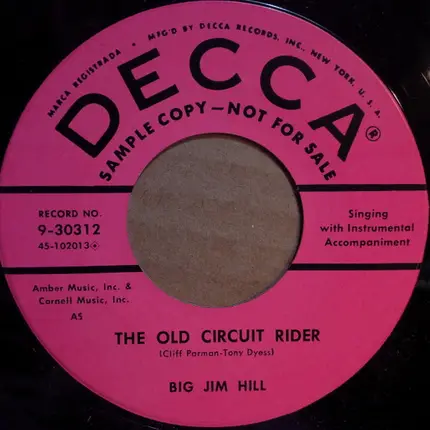 MARCA REGISTRADA • MF'G'D BY DECCA RECORDS, INC., NEW YORK, U.S.A.
DECCA®
SAMPLE COPY—NOT FOR SALE
RECORD NO.
9-30312
45-102013
Singing
with Instrumental
Accompaniment
Amber Music, Inc. &
Cornell Music, Inc.
AS
THE OLD CIRCUIT RIDER
(Cliff Parman-Tony Dyess)
BIG JIM HILL